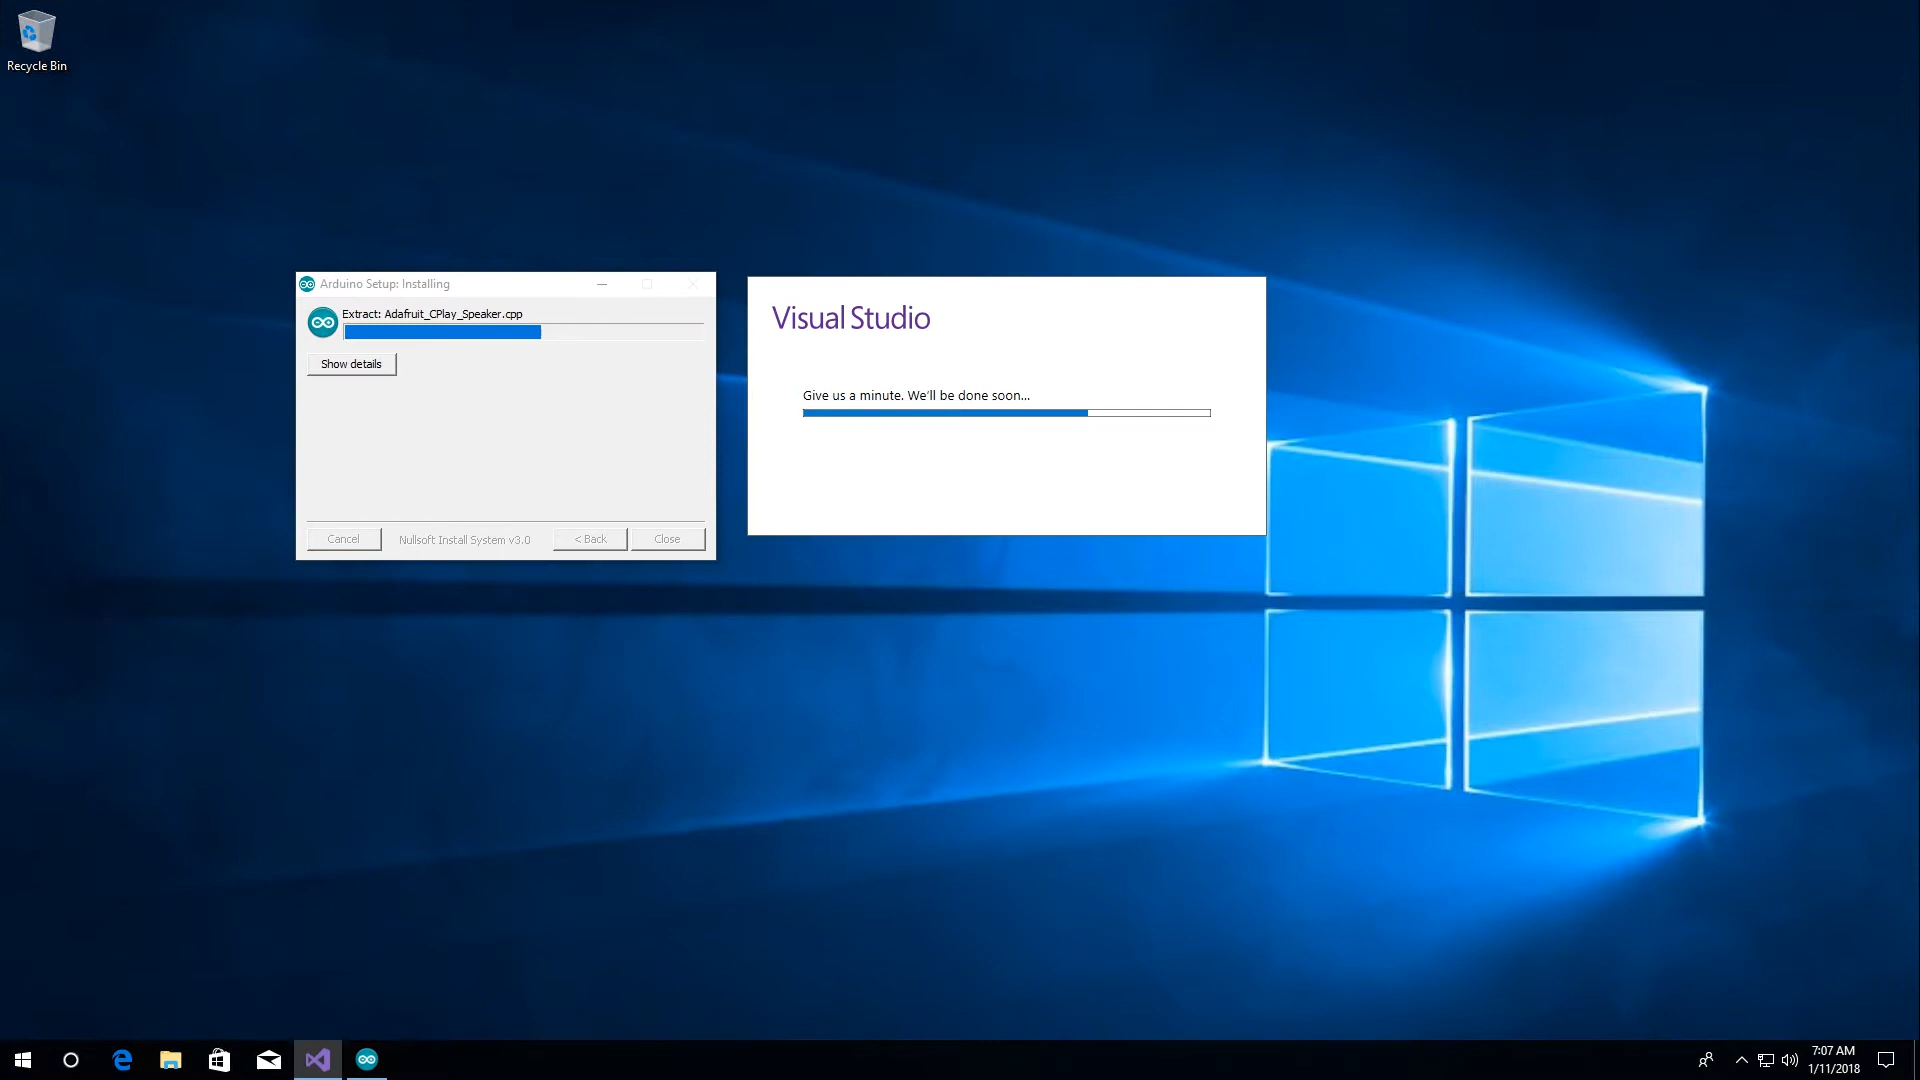 Recycle Bin
Arduino Setup: Installing
Extract: Adafruit_CPlay_Speaker.cpp
Show details
Cancel
Nullsoft Install System v3.0
< Back
Close
Visual Studio
Give us a minute. We'll be done soon...
7:07 AM
1/11/2018